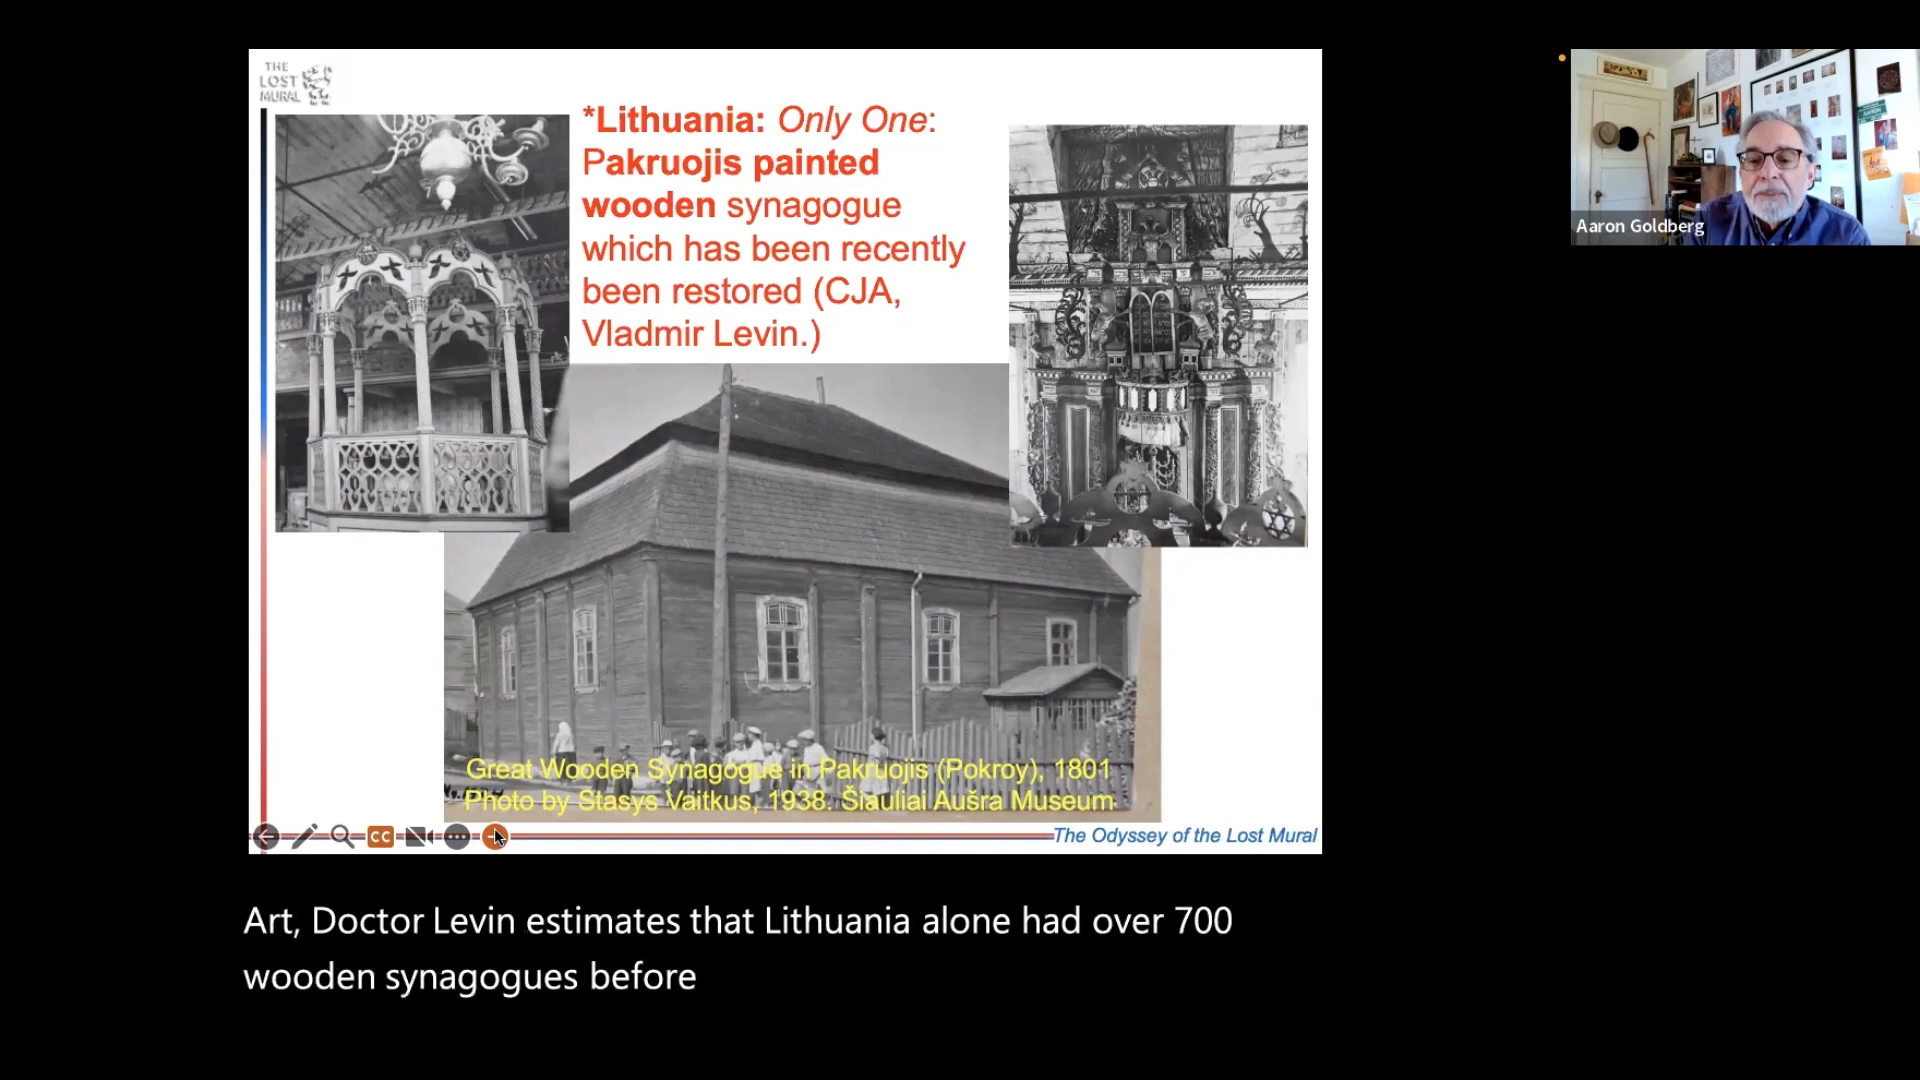 THE
LOST
MURAL
*Lithuania: Only One:
Pakruojis painted
wooden synagogue
which has been recently
been restored (CJA,
Vladmir Levin.)
Great Wooden Synagogue in Pakruojis (Pokroy), 1801
Photo by Stasys Vaitkus, 1938. Šiauliai Aušra Museum
CC
The Odyssey of the Lost Mural
Aaron Goldberg
Art, Doctor Levin estimates that Lithuania alone had over 700
wooden synagogues before